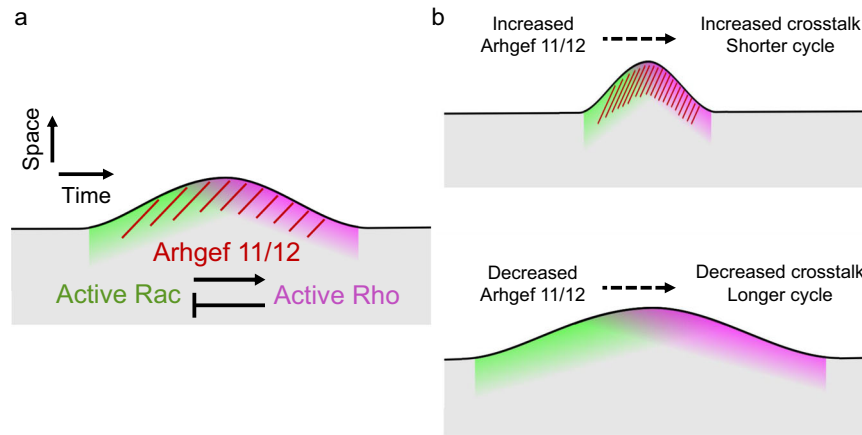 a
Space
Time
Arhgef 11/12
Active Rac
Active Rho
b
Increased
Arhgef 11/12
Increased crosstalk
Shorter cycle
Decreased
Arhgef 11/12
Decreased crosstalk
Longer cycle